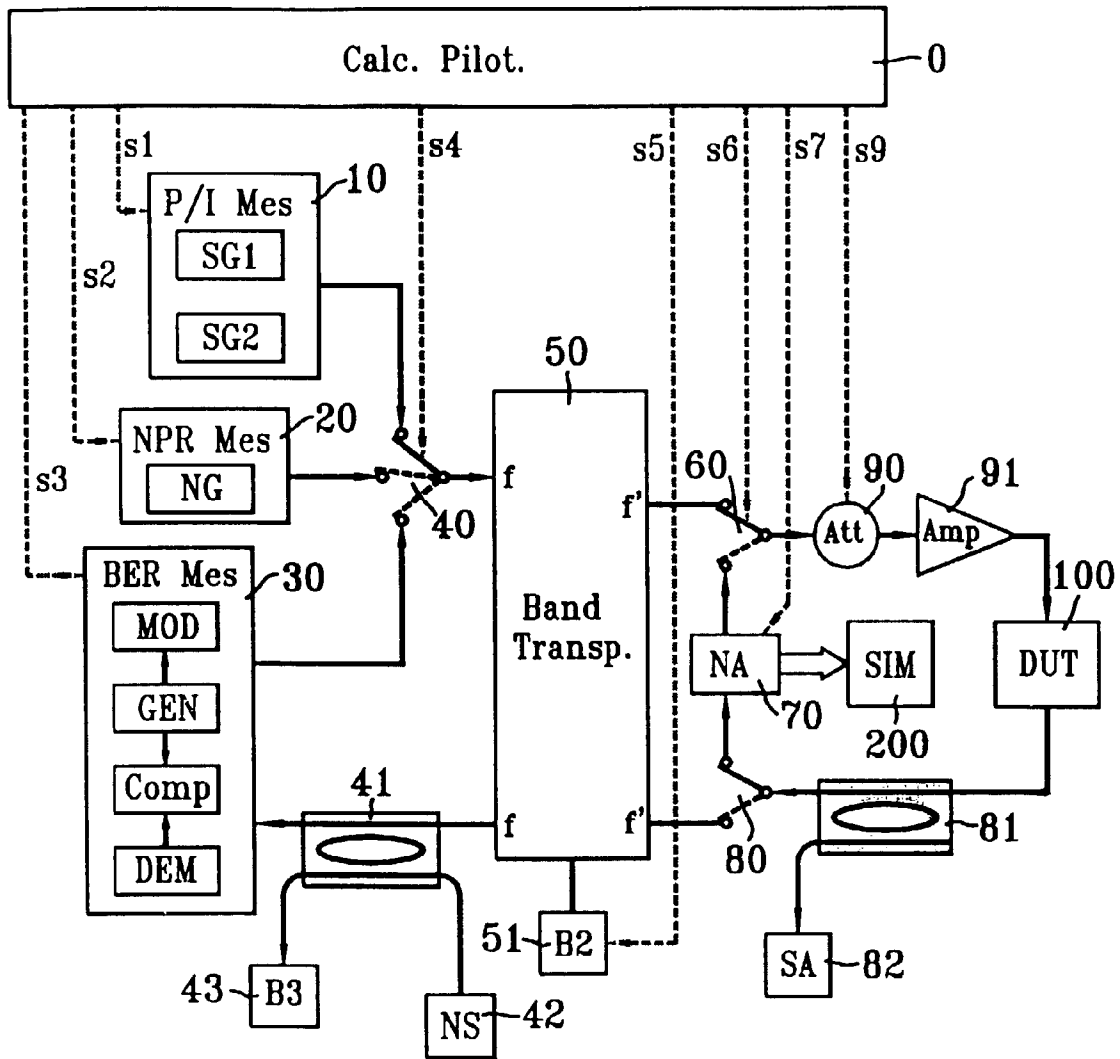 Calc. Pilot.
0
s1
s2
s3
s4
s5
s6
s7
s9
P/I Mes
10
SG1
SG2
NPR Mes
20
NG
BER Mes
30
MOD
GEN
Comp
DEM
40
50
f
f'
Band
Transp.
f
f'
60
90
Att
91
Amp
100
DUT
NA
70
SIM
200
80
81
41
51
B2
SA
82
43
B3
NS
42